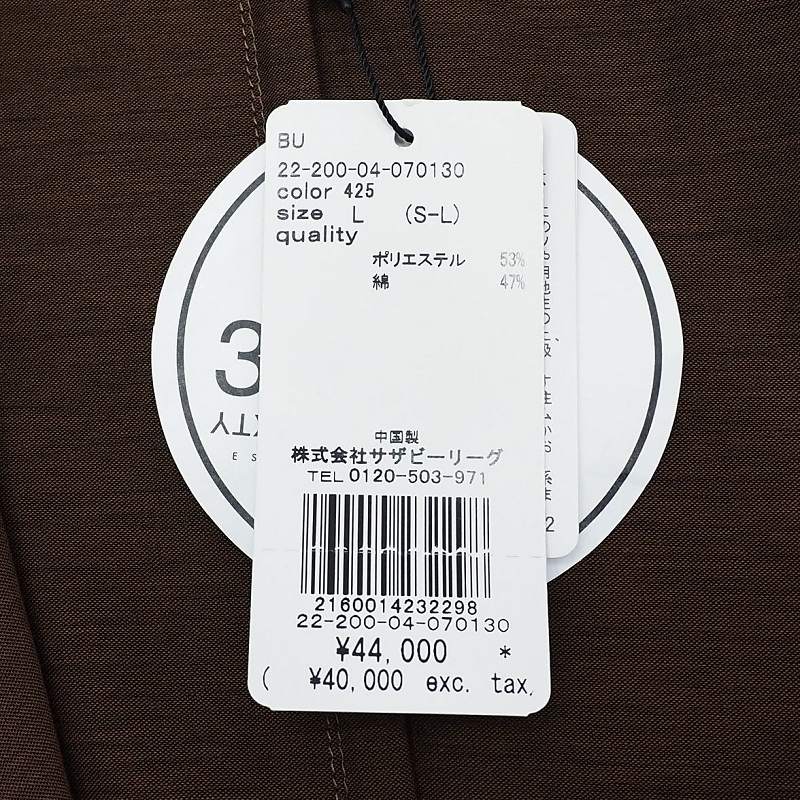 BU
22-200-04-070130
color 425
size L (S-L)
quality
ポリエステル 53%
綿 47%
中国製
株式会社サザビーリーグ
TEL 0120-503-971
2160014232298
22-200-04-070130
¥44,000 *
( ¥40,000 exc. tax
3